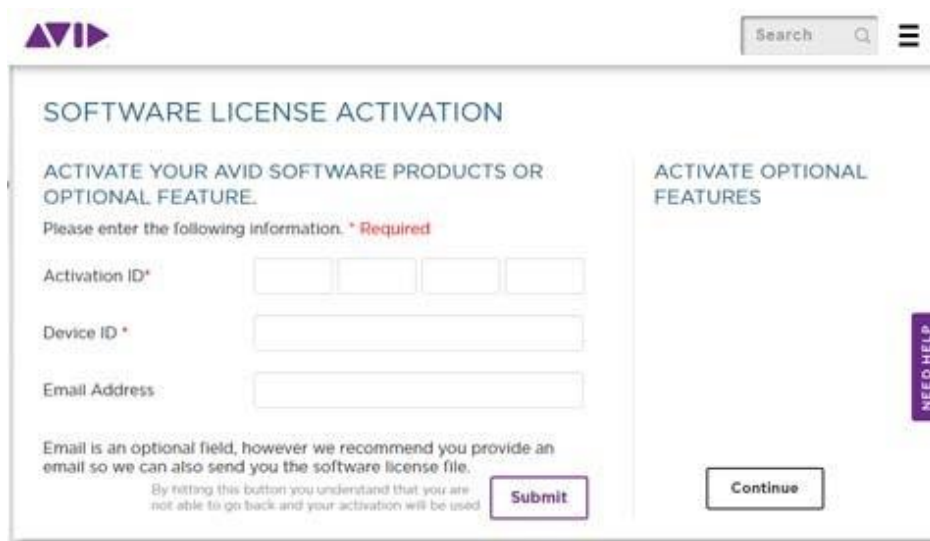 AVID
Search
SOFTWARE LICENSE ACTIVATION
ACTIVATE YOUR AVID SOFTWARE PRODUCTS OR
OPTIONAL FEATURE.
Please enter the following information. * Required
Activation ID*
Device ID *
Email Address
Email is an optional field, however we recommend you provide an
email so we can also send you the software license file.
By hitting this button you understand that you are
not able to go back and your activation will be used
Submit
ACTIVATE OPTIONAL
FEATURES
Continue
NEED HELP